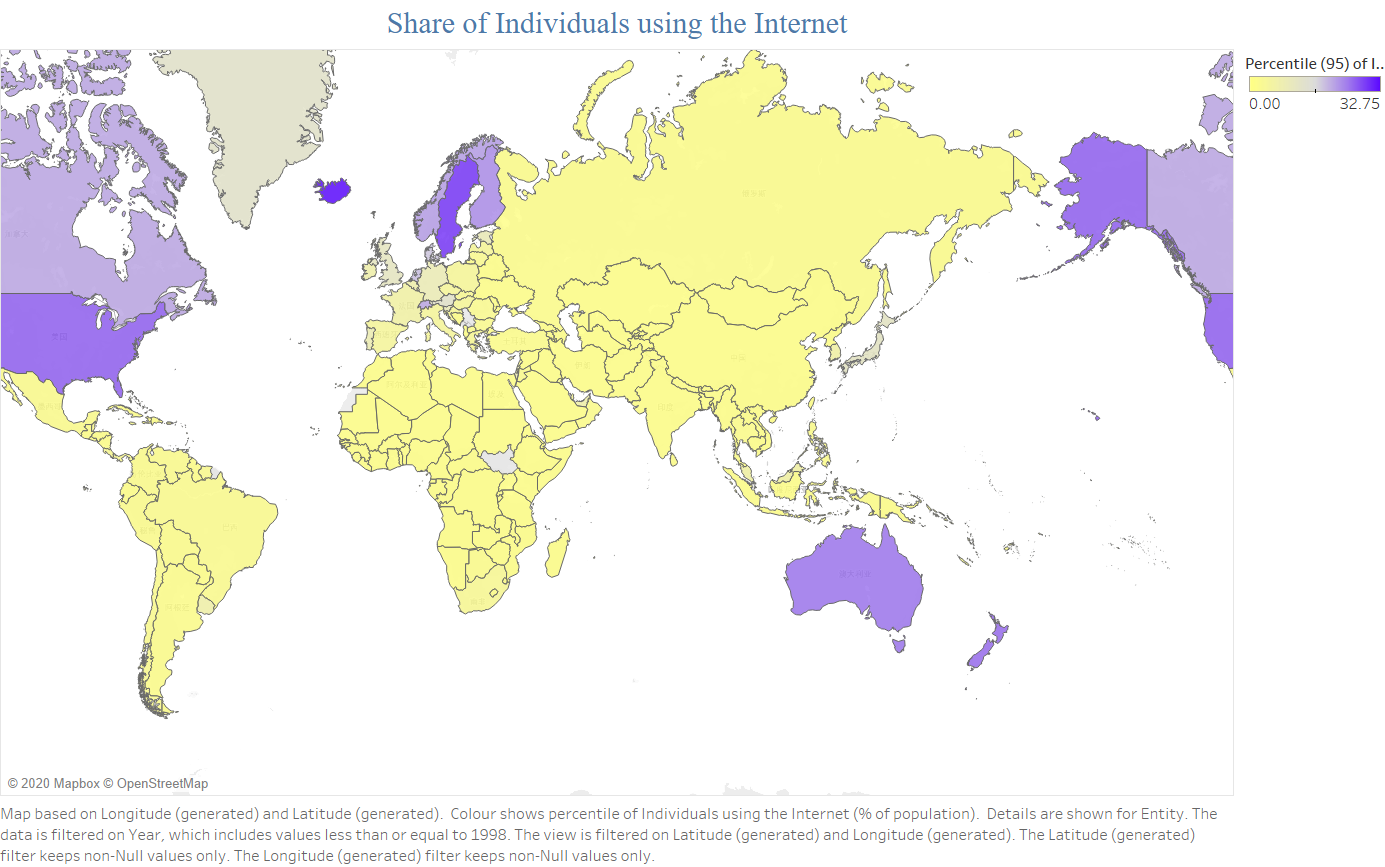 Share of Individuals using the Internet
Percentile (95) of I..
0.00 32.75
美国
© 2020 Mapbox © OpenStreetMap
Map based on Longitude (generated) and Latitude (generated).  Colour shows percentile of Individuals using the Internet (% of population).  Details are shown for Entity. The
data is filtered on Year, which includes values less than or equal to 1998. The view is filtered on Latitude (generated) and Longitude (generated). The Latitude (generated)
filter keeps non-Null values only. The Longitude (generated) filter keeps non-Null values only.